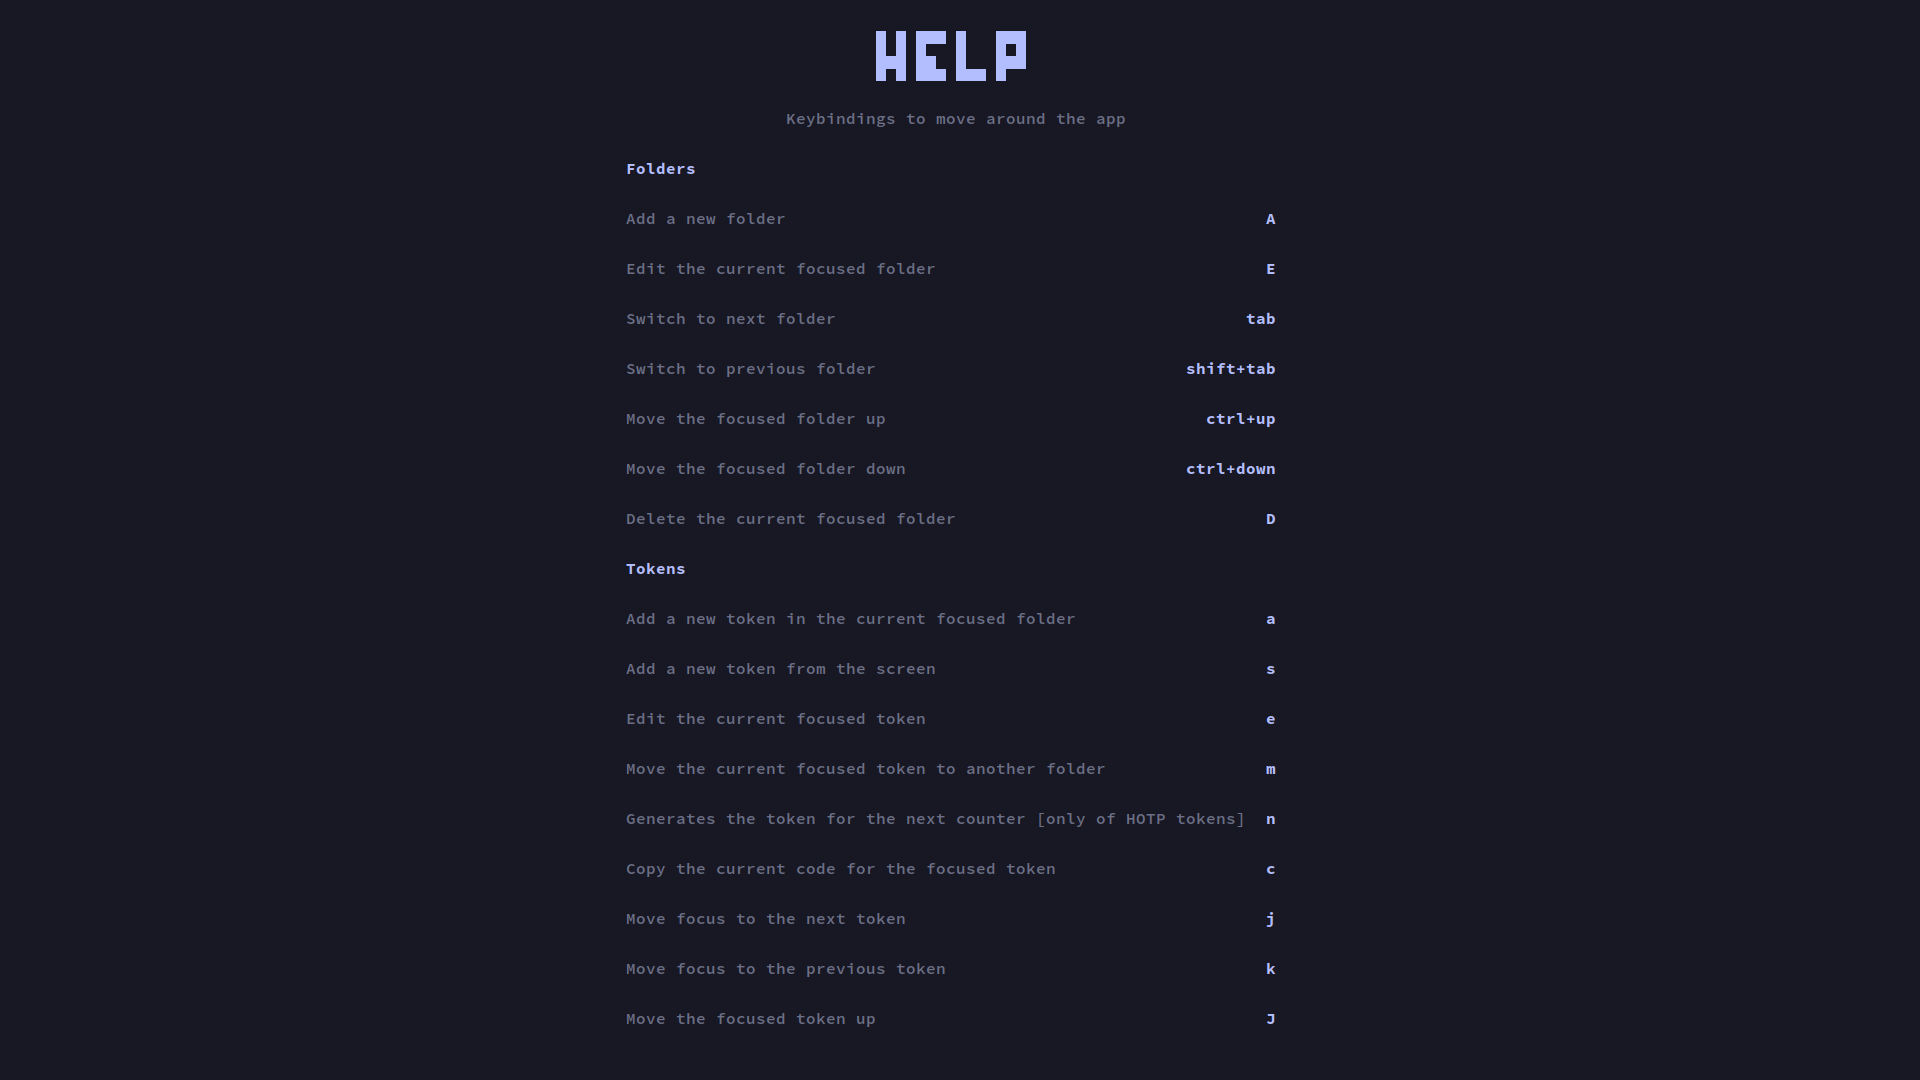 HELP
Keybindings to move around the app
Folders
Add a new folder A
Edit the current focused folder E
Switch to next folder tab
Switch to previous folder shift+tab
Move the focused folder up ctrl+up
Move the focused folder down ctrl+down
Delete the current focused folder D
Tokens
Add a new token in the current focused folder a
Add a new token from the screen s
Edit the current focused token e
Move the current focused token to another folder m
Generates the token for the next counter [only of HOTP tokens] n
Copy the current code for the focused token c
Move focus to the next token j
Move focus to the previous token k
Move the focused token up J